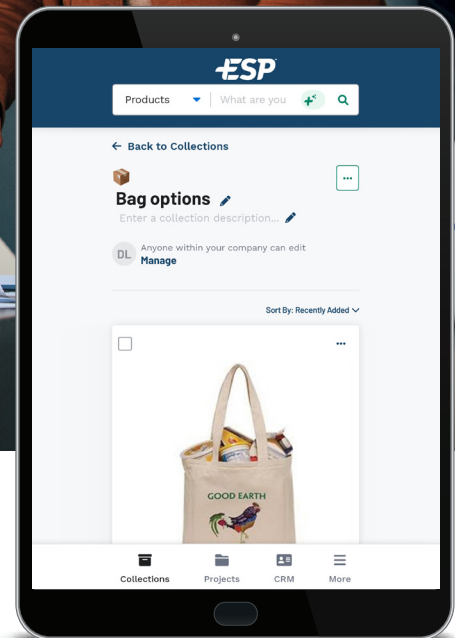 ESP
Products What are you
← Back to Collections
Bag options
Enter a collection description...
DL
Anyone within your company can edit
Manage
Sort By: Recently Added
GOOD EARTH
Collections Projects CRM More